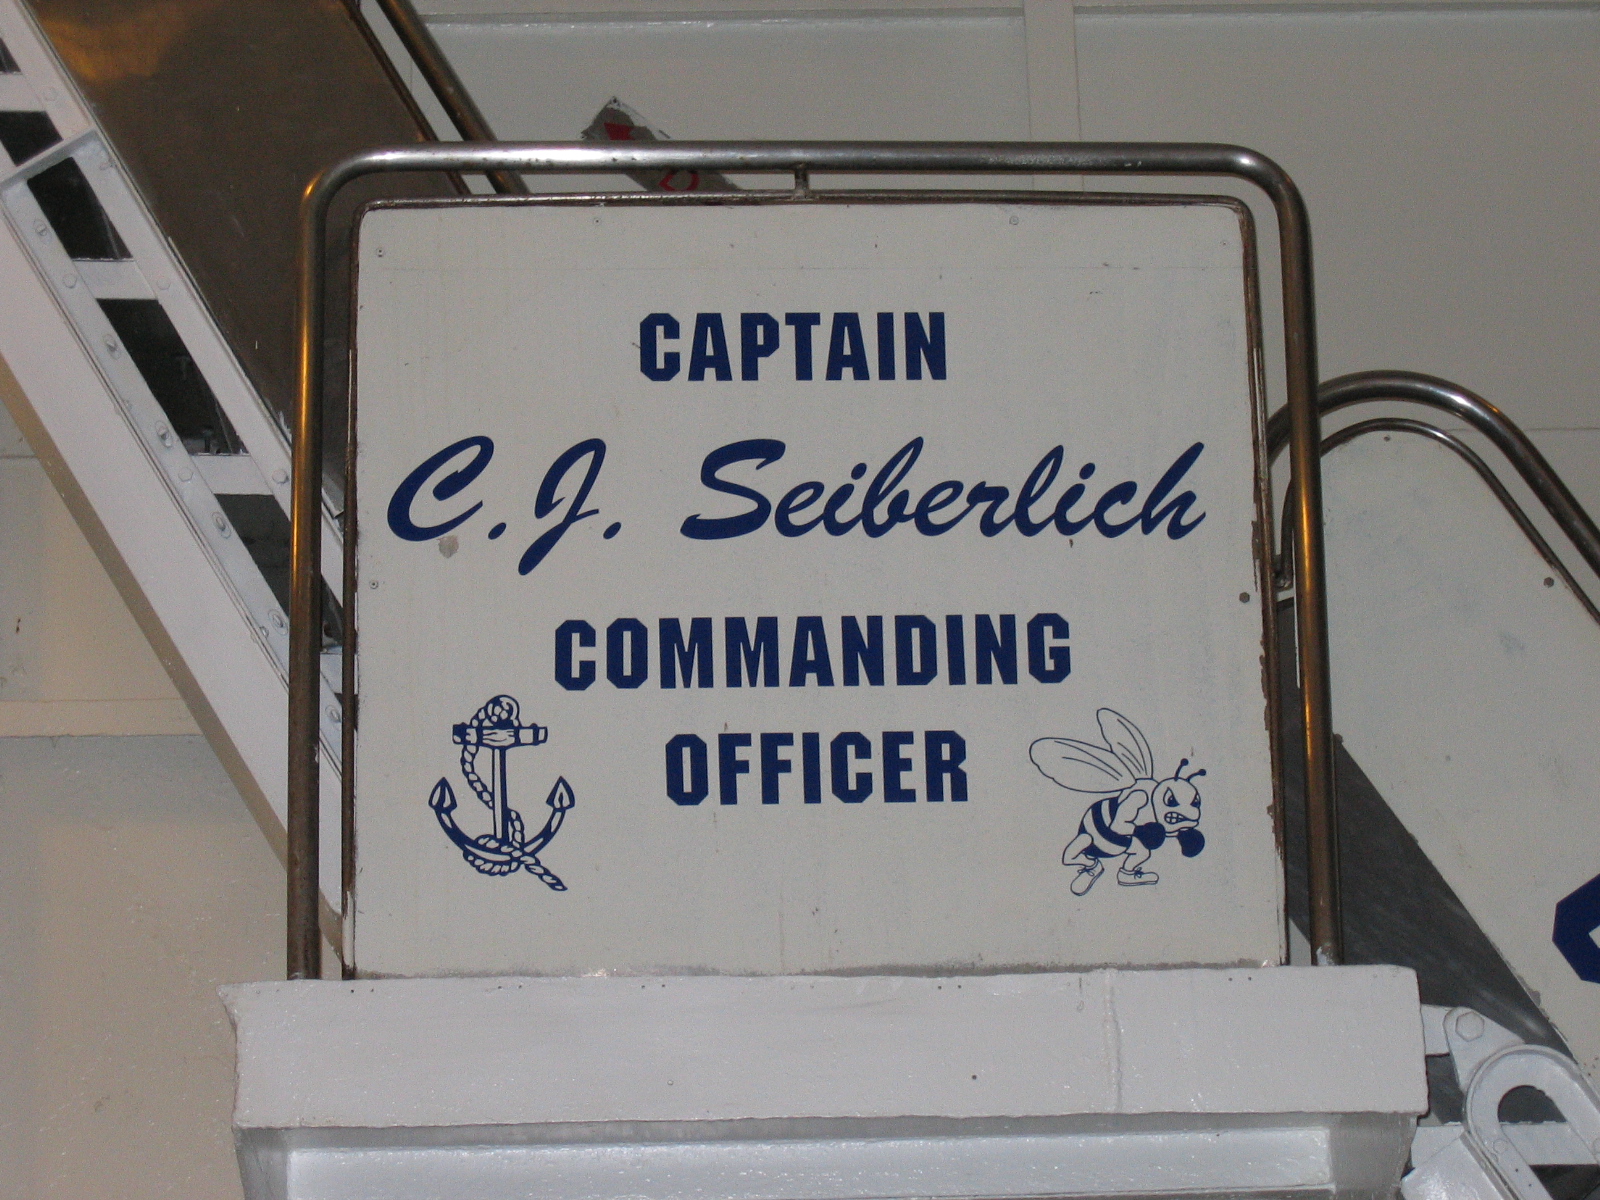 CAPTAIN
C.J. Seiberlich
COMMANDING
OFFICER